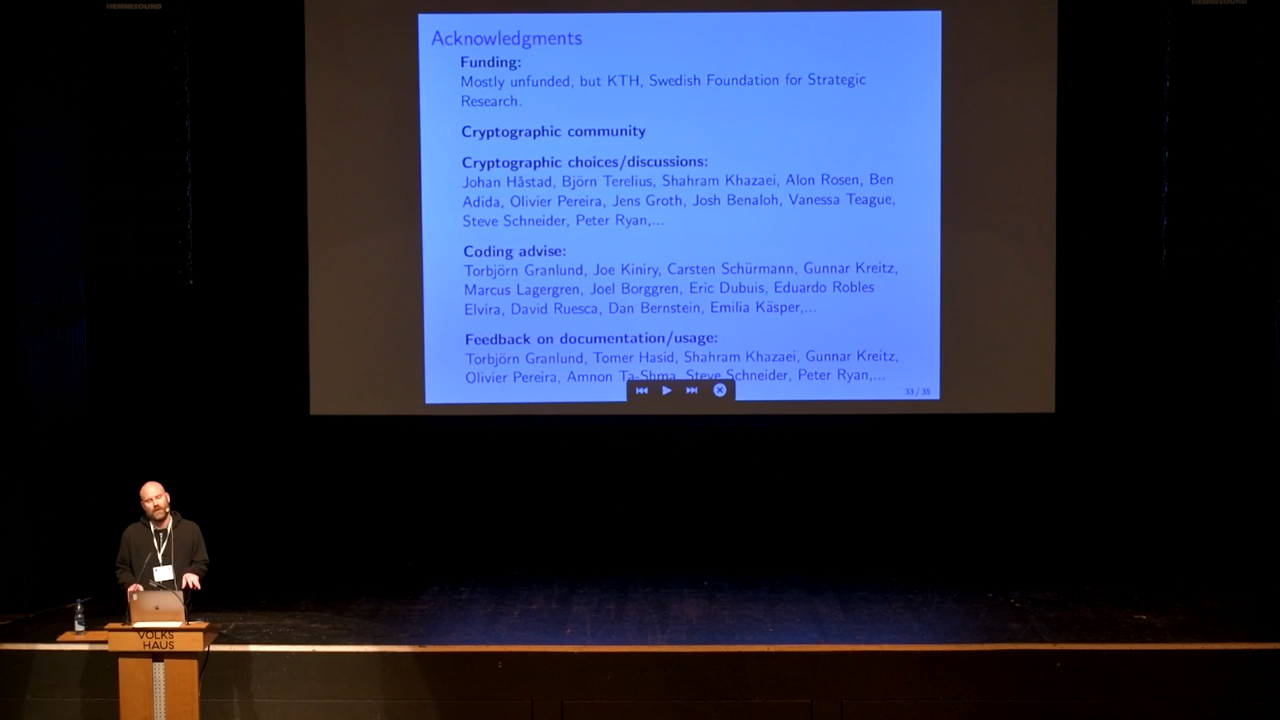 HEMMISOUND
HEMMISOUND
Acknowledgments
Funding:
Mostly unfunded, but KTH, Swedish Foundation for Strategic
Research.
Cryptographic community
Cryptographic choices/discussions:
Johan Håstad, Björn Terelius, Shahram Khazaei, Alon Rosen, Ben
Adida, Olivier Pereira, Jens Groth, Josh Benaloh, Vanessa Teague,
Steve Schneider, Peter Ryan,...
Coding advise:
Torbjörn Granlund, Joe Kiniry, Carsten Schürmann, Gunnar Kreitz,
Marcus Lagergren, Joel Borggren, Eric Dubuis, Eduardo Robles
Elvira, David Ruesca, Dan Bernstein, Emilia Käsper,...
Feedback on documentation/usage:
Torbjörn Granlund, Tomer Hasid, Shahram Khazaei, Gunnar Kreitz,
Olivier Pereira, Amnon Ta-Shma, Steve Schneider, Peter Ryan,...
33 / 35
VOLKS
HAUS